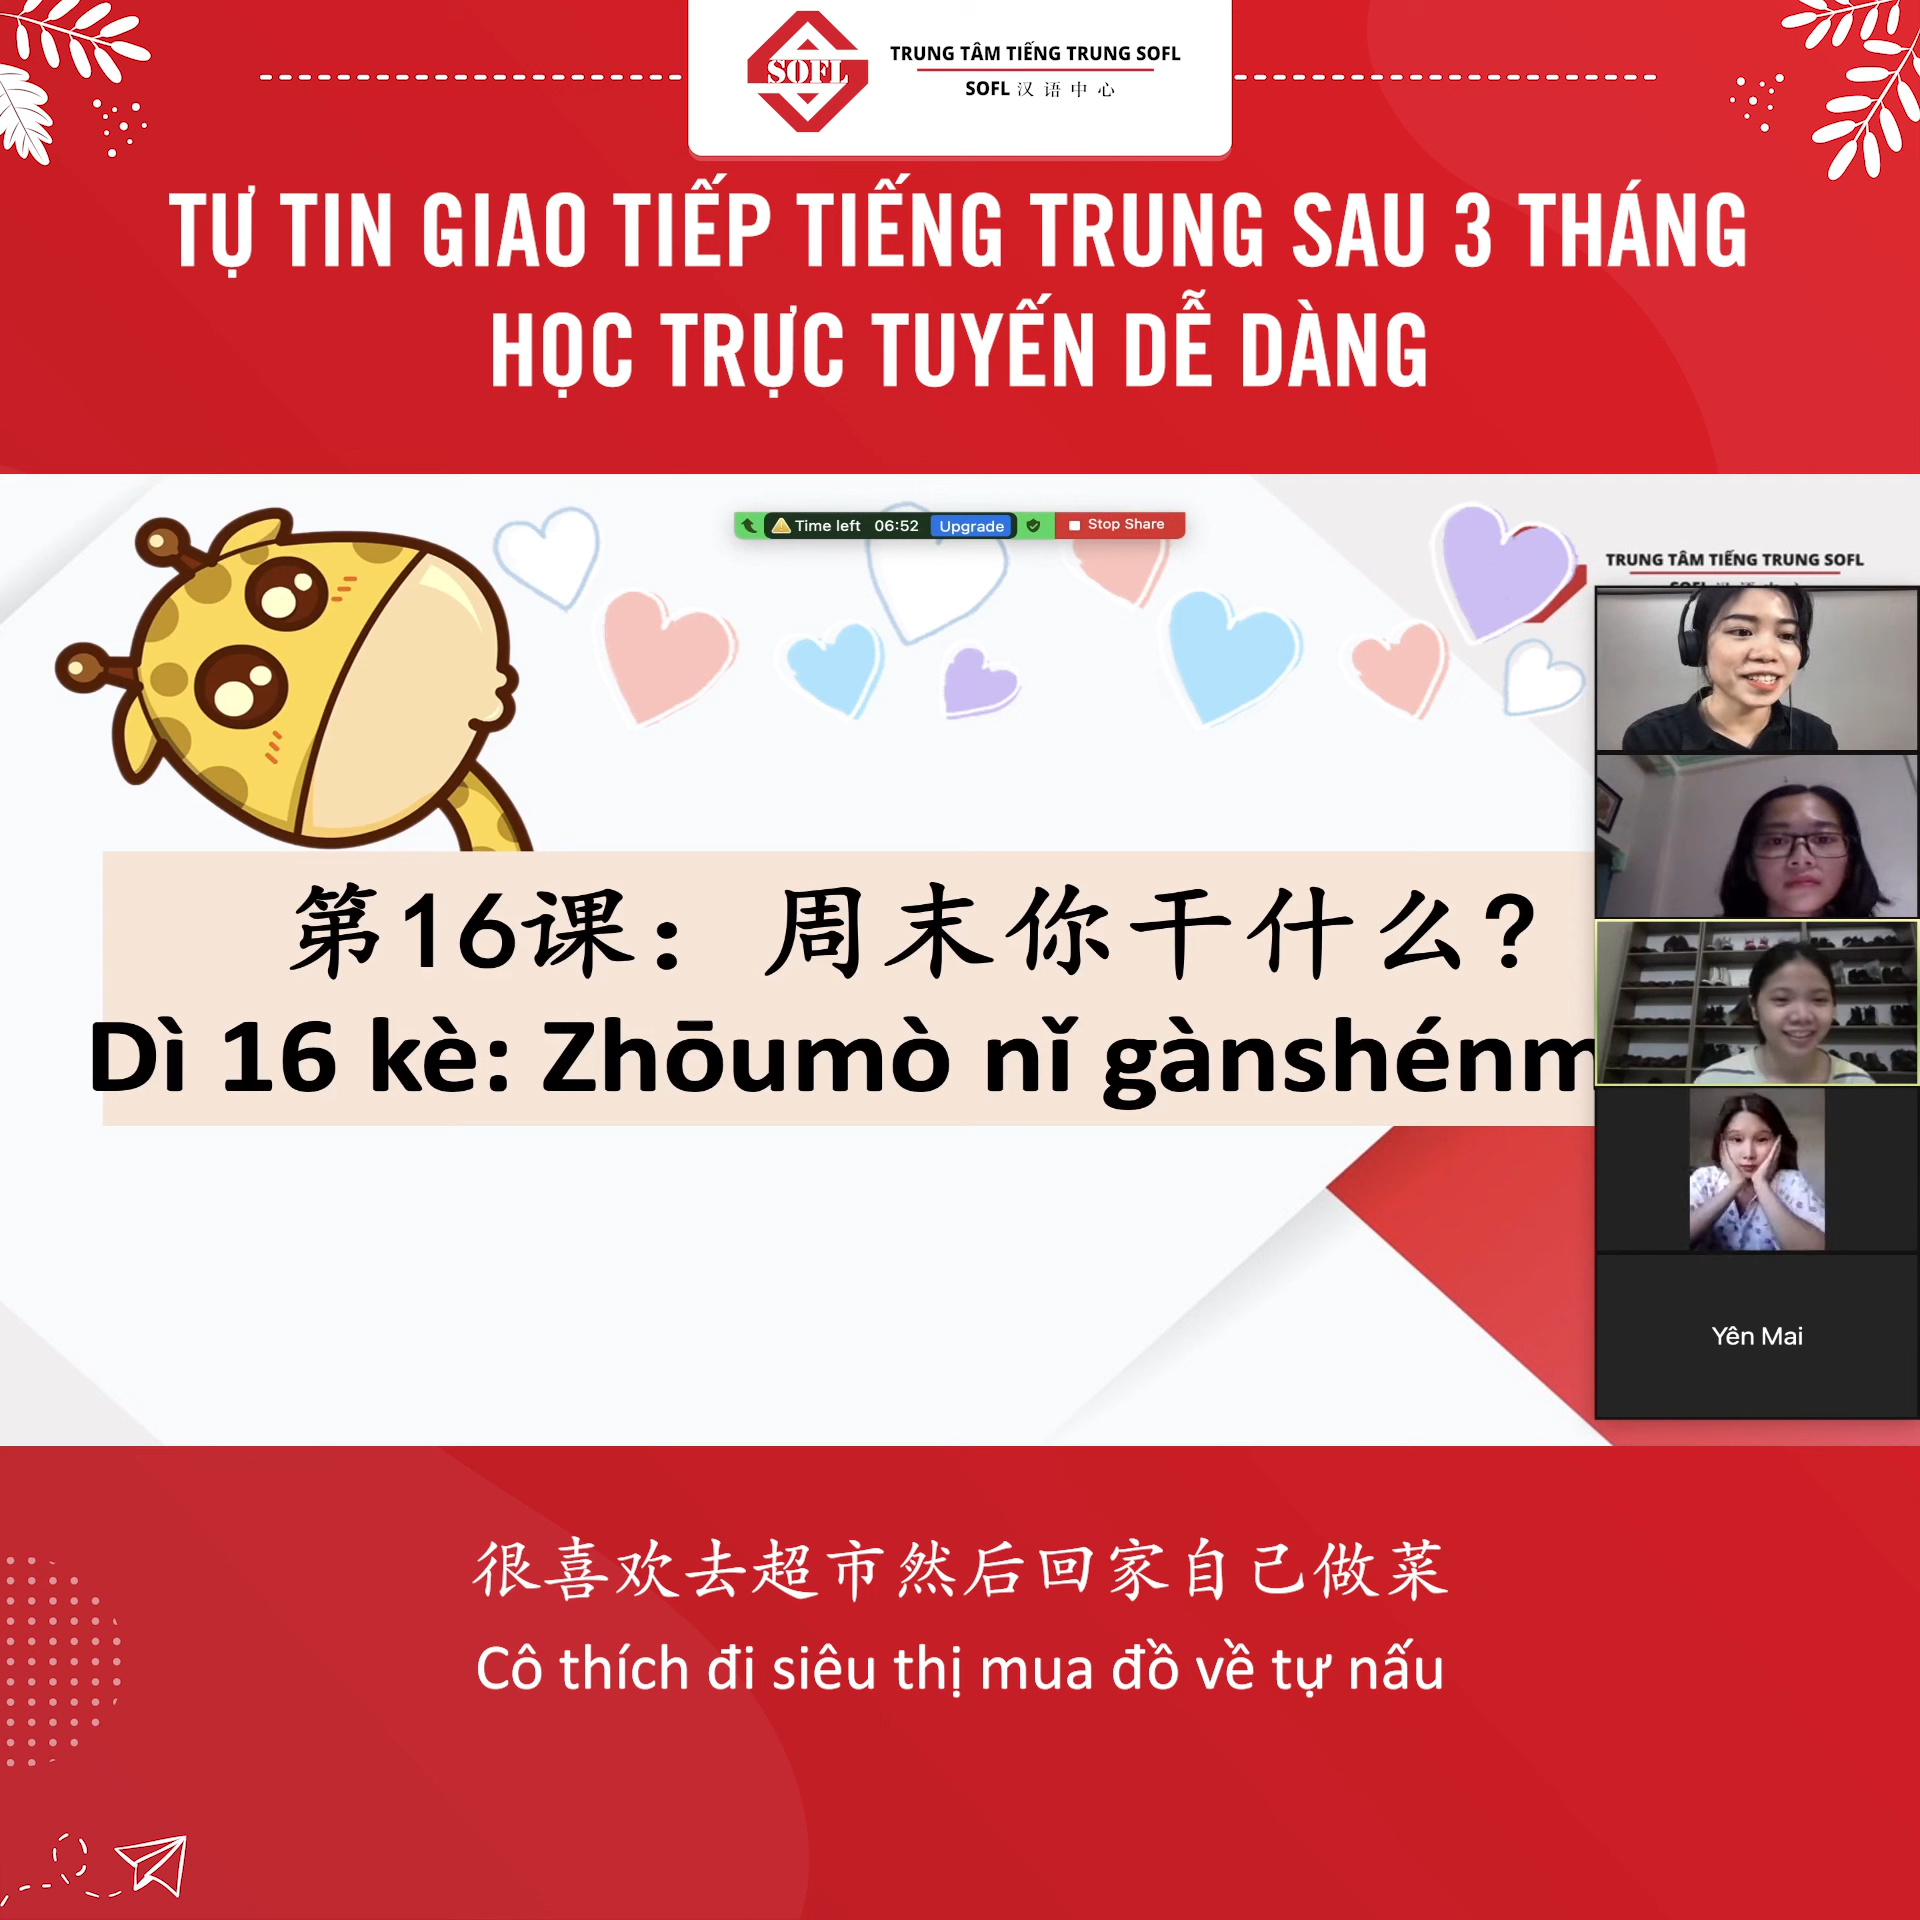 SOFL
TRUNG TÂM TIẾNG TRUNG SOFL
SOFL 汉语中心
TỰ TIN GIAO TIẾP TIẾNG TRUNG SAU 3 THÁNG
HỌC TRỰC TUYẾN DỄ DÀNG
Time left 06:52 Upgrade Stop Share
TRUNG TÂM TIẾNG TRUNG SOFL
第16课：周末你干什么？
Dì 16 kè: Zhōumò nǐ gànshénm
Yên Mai
很喜欢去超市然后回家自己做菜
Cô thích đi siêu thị mua đồ về tự nấu